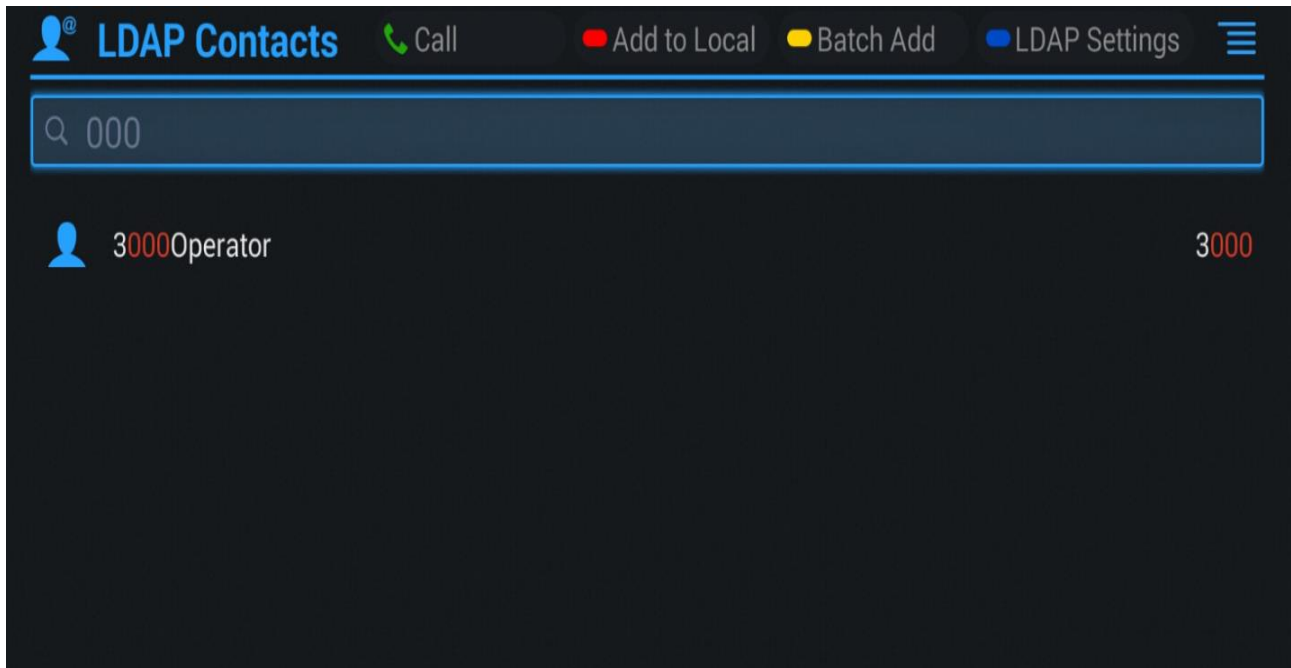 LDAP Contacts Call Add to Local Batch Add LDAP Settings
000
3000Operator 3000